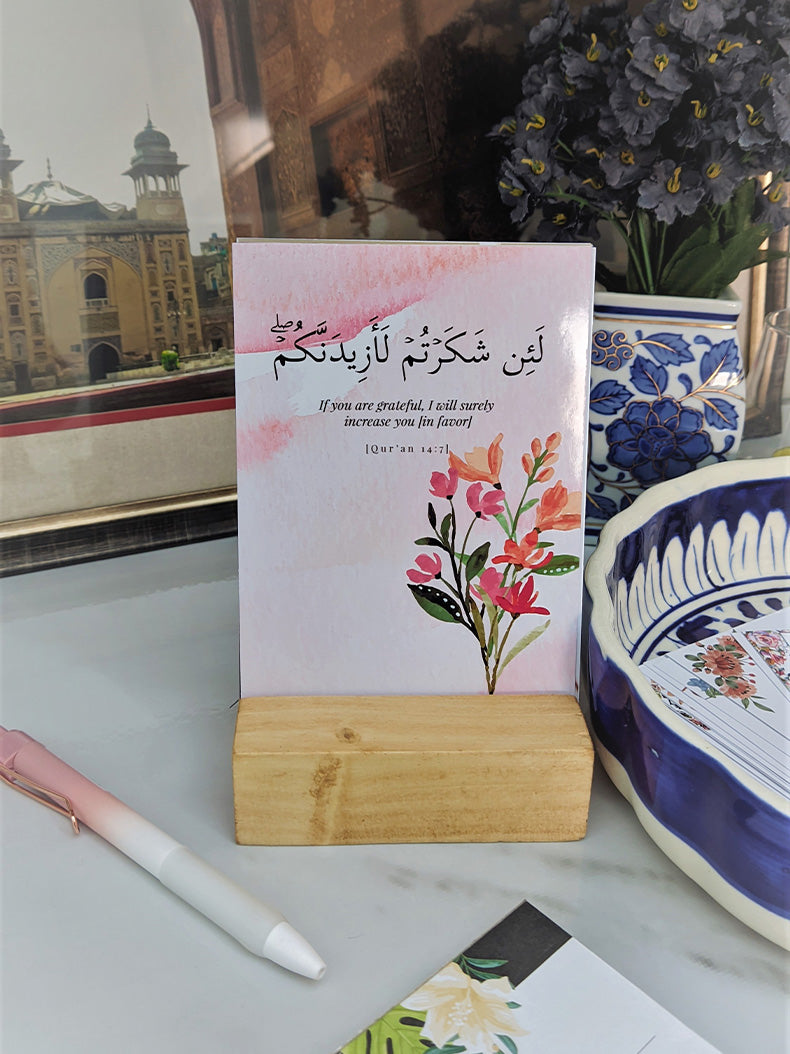 لَئِن شَكَرۡتُمۡ لَأَزِيدَنَّكُمۡۖ
If you are grateful, I will surely
increase you [in favor]
[Qur'an 14:7]